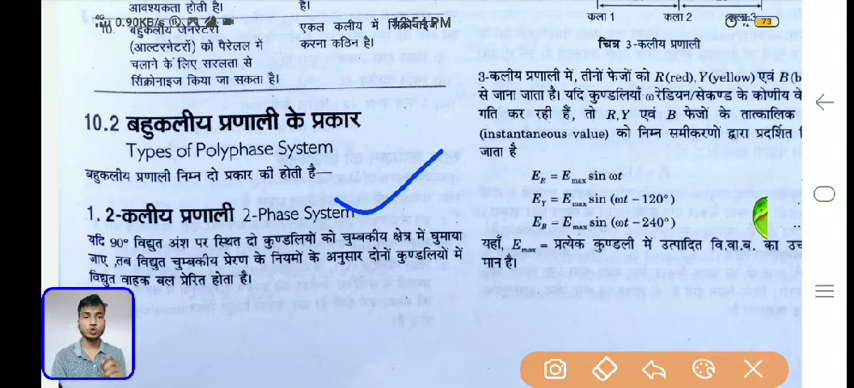 आवश्यकता होती है।
है।
0.90KB/s
73
10.
बहुकलीय जनरेटरों
(आल्टरनेटरों) को पैरेलल में
चलाने के लिए सरलता से
सिंक्रोनाइज किया जा सकता है।
एकल कलीय में
करना कठिन है।
10.2 बहुकलीय प्रणाली के प्रकार
Types of Polyphase System
बहुकलीय प्रणाली निम्न दो प्रकार की होती है—
1. 2-कलीय प्रणाली 2-Phase System
यदि 90° विद्युत अंश पर स्थित दो कुण्डलियों को चुम्बकीय क्षेत्र में घुमाया
जाए ,तब विद्युत चुम्बकीय प्रेरण के नियमों के अनुसार दोनों कुण्डलियों में
विद्युत वाहक बल प्रेरित होता है।
कला 1
कला 2
चित्र 3-कलीय प्रणाली
3-कलीय प्रणाली में, तीनों फेजों को R(red), Y(yellow) एवं B(b
से जाना जाता है। यदि कुण्डलियाँ ω रेडियन/सेकण्ड के कोणीय वे
गति कर रही हैं, तो R, Y एवं B फेजों के तात्कालिक
(instantaneous value) को निम्न समीकरणों द्वारा प्रदर्शित
जाता है
E_R = E_max sin ωt
E_Y = E_max sin (ωt – 120°)
E_B = E_max sin (ωt – 240°)
यहाँ, E_max = प्रत्येक कुण्डली में उत्पादित वि.वा.ब. का उच्
मान है।